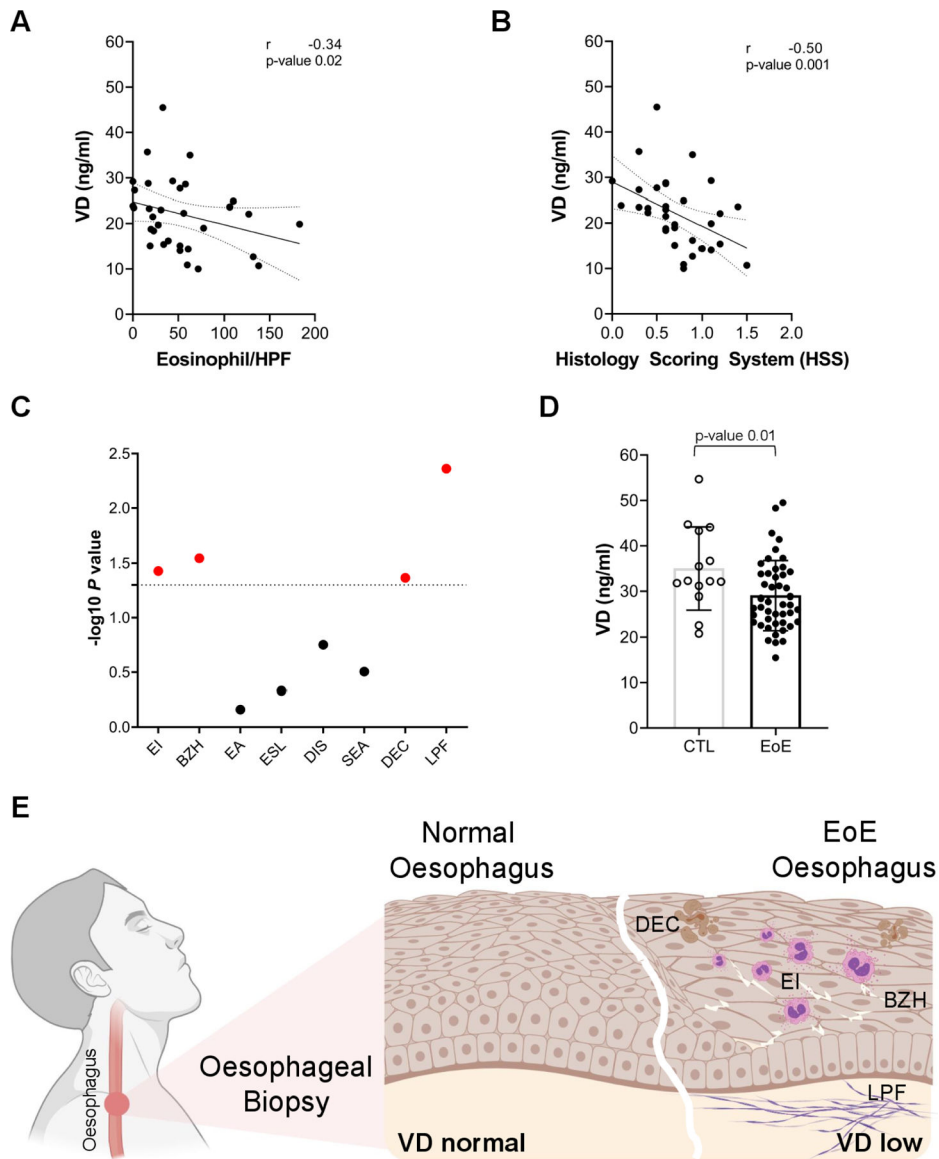 A
r -0.34
p-value 0.02
60
50
40
30
20
10
0
VD (ng/ml)
0 50 100 150 200
Eosinophil/HPF
B
r -0.50
p-value 0.001
60
50
40
30
20
10
0
VD (ng/ml)
0.0 0.5 1.0 1.5 2.0
Histology Scoring System (HSS)
C
2.5
2.0
1.5
1.0
0.5
0.0
-log10 P value
EI BZH EA ESL DIS SEA DEC LPF
D
p-value 0.01
60
50
40
30
20
10
0
VD (ng/ml)
CTL EoE
E
Normal
Oesophagus
EoE
Oesophagus
DEC
EI
BZH
Oesophagus
Oesophageal
Biopsy
LPF
VD normal
VD low